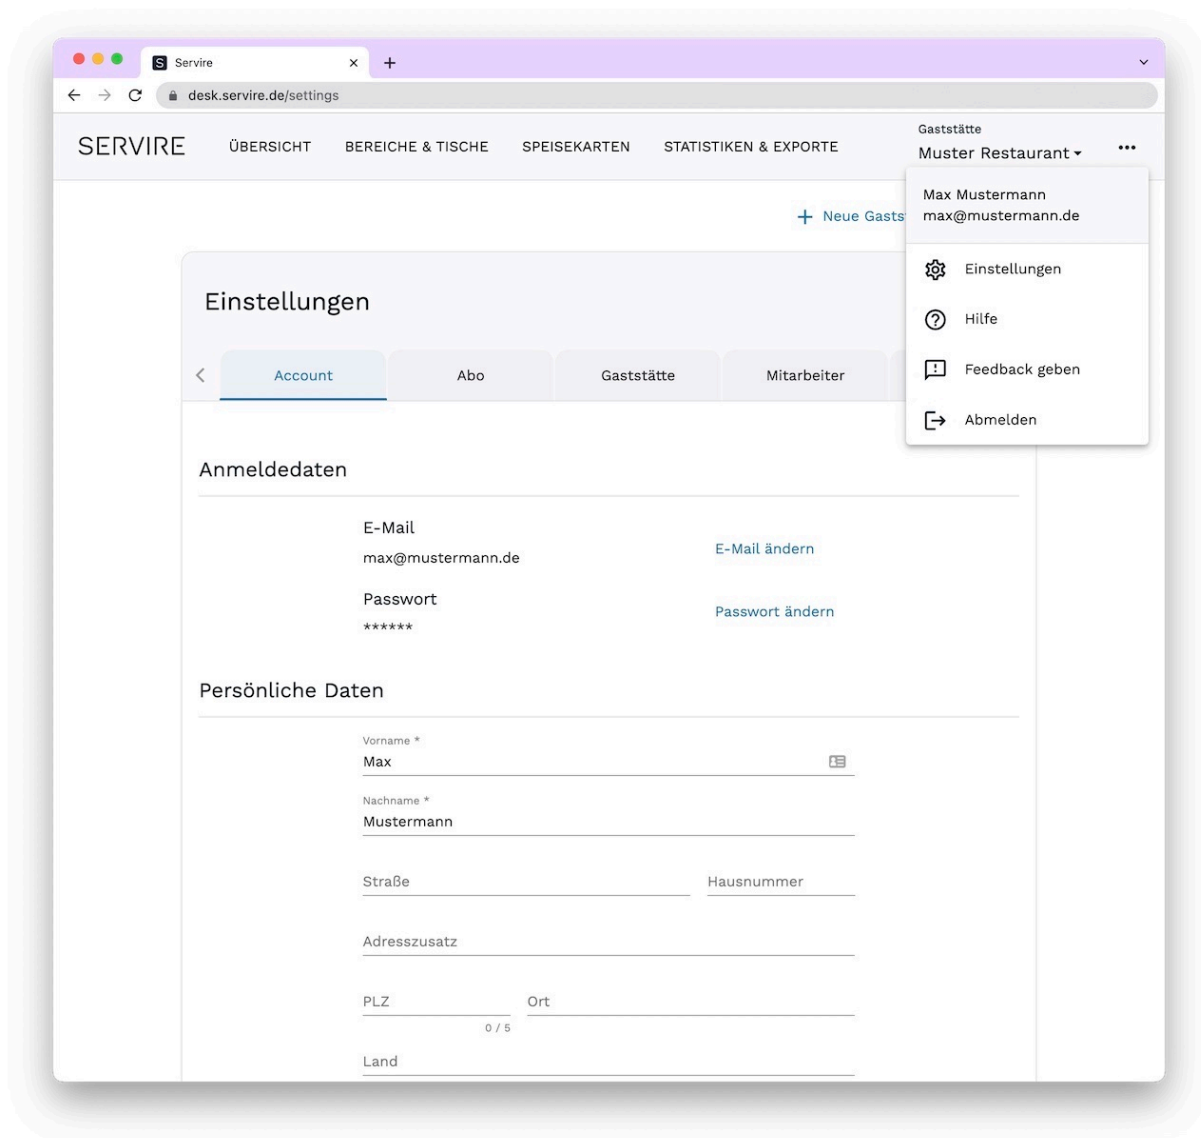 Servire
desk.servire.de/settings
SERVIRE
ÜBERSICHT
BEREICHE & TISCHE
SPEISEKARTEN
STATISTIKEN & EXPORTE
Gaststätte
Muster Restaurant
Max Mustermann
max@mustermann.de
Einstellungen
Hilfe
Feedback geben
Abmelden
+ Neue Gasts
Einstellungen
Account
Abo
Gaststätte
Mitarbeiter
Anmeldedaten
E-Mail
max@mustermann.de
E-Mail ändern
Passwort
******
Passwort ändern
Persönliche Daten
Vorname *
Max
Nachname *
Mustermann
Straße
Hausnummer
Adresszusatz
PLZ
Ort
0 / 5
Land